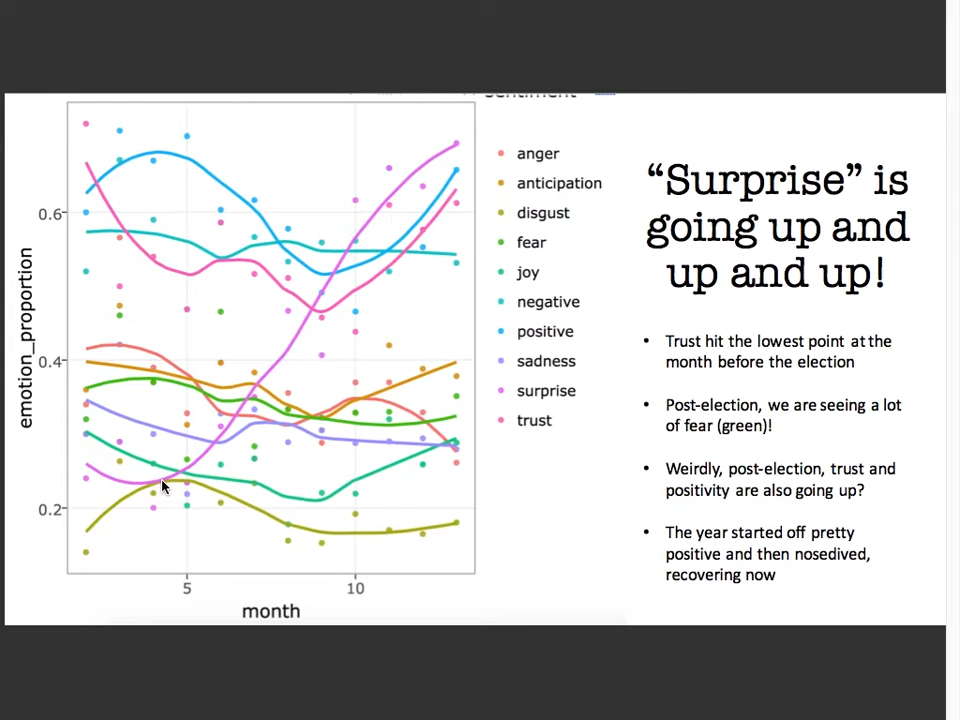 Sentiment
anger
anticipation
disgust
fear
joy
negative
positive
sadness
surprise
trust
0.6
0.4
0.2
emotion_proportion
5
10
month
“Surprise” is
going up and
up and up!
• Trust hit the lowest point at the
month before the election
• Post-election, we are seeing a lot
of fear (green)!
• Weirdly, post-election, trust and
positivity are also going up?
• The year started off pretty
positive and then nosedived,
recovering now